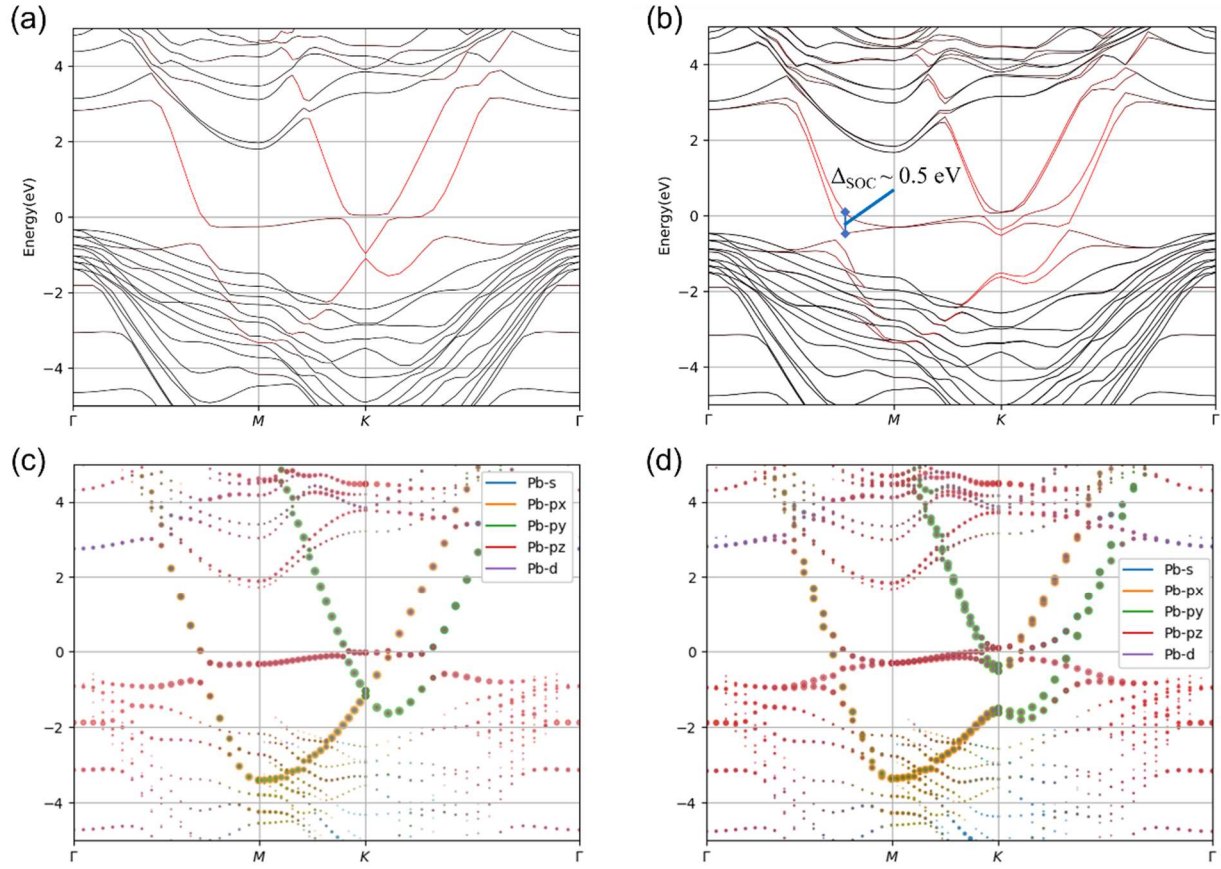 (a)
Energy(eV)
4
2
0
−2
−4
Γ
M
K
Γ
(b)
Energy(eV)
4
2
0
−2
−4
ΔSOC ~ 0.5 eV
Γ
M
K
Γ
(c)
4
2
0
−2
−4
Pb-s
Pb-px
Pb-py
Pb-pz
Pb-d
Γ
M
K
Γ
(d)
4
2
0
−2
−4
Pb-s
Pb-px
Pb-py
Pb-pz
Pb-d
Γ
M
K
Γ